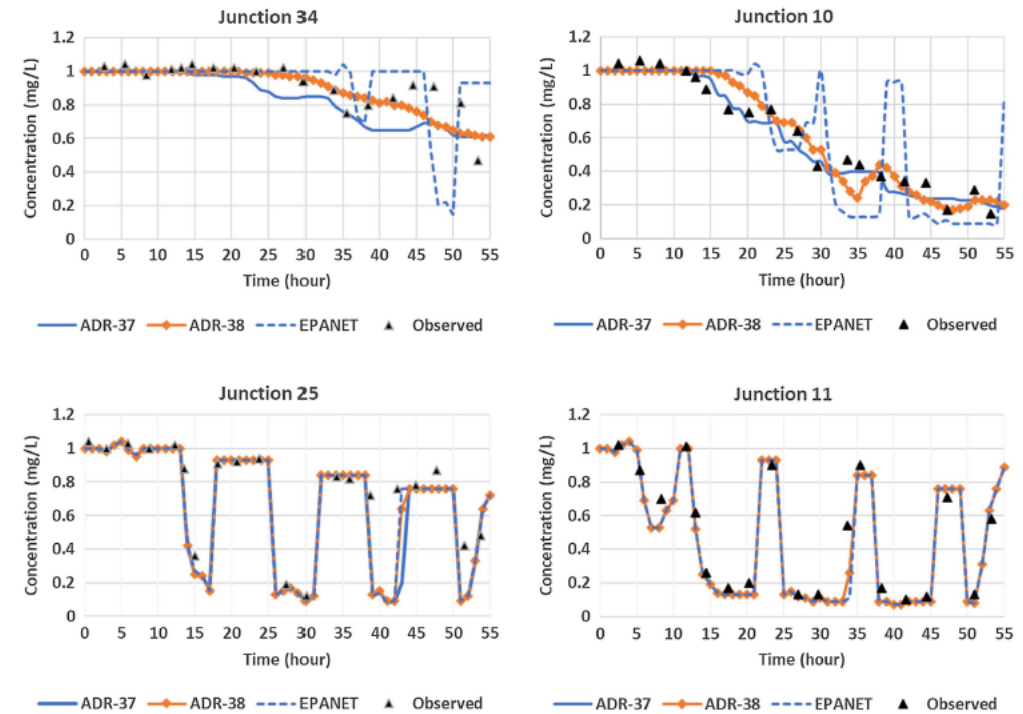 Junction 34
Concentration (mg/L)
1.2
1
0.8
0.6
0.4
0.2
0
0 5 10 15 20 25 30 35 40 45 50 55
Time (hour)
ADR-37 ADR-38 EPANET Observed
Junction 10
Concentration (mg/L)
1.2
1
0.8
0.6
0.4
0.2
0
0 5 10 15 20 25 30 35 40 45 50 55
Time (hour)
ADR-37 ADR-38 EPANET Observed
Junction 25
Concentration (mg/L)
1.2
1
0.8
0.6
0.4
0.2
0
0 5 10 15 20 25 30 35 40 45 50 55
Time (hour)
ADR-37 ADR-38 EPANET Observed
Junction 11
Concentration (mg/L)
1.2
1
0.8
0.6
0.4
0.2
0
0 5 10 15 20 25 30 35 40 45 50 55
Time (hour)
ADR-37 ADR-38 EPANET Observed